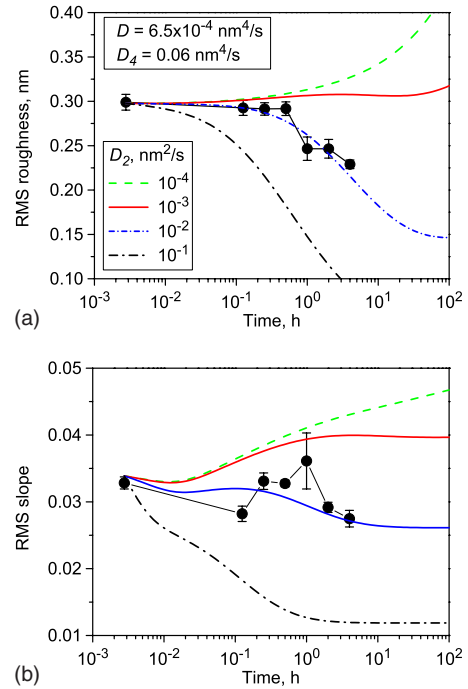 0.40
0.35
0.30
0.25
0.20
0.15
0.10
RMS roughness, nm
D = 6.5x10⁻⁴ nm⁴/s
D₄ = 0.06 nm⁴/s
D₂, nm²/s
10⁻⁴
10⁻³
10⁻²
10⁻¹
10⁻³ 10⁻² 10⁻¹ 10⁰ 10¹ 10²
(a)
Time, h
0.05
0.04
0.03
0.02
0.01
RMS slope
10⁻³ 10⁻² 10⁻¹ 10⁰ 10¹ 10²
(b)
Time, h